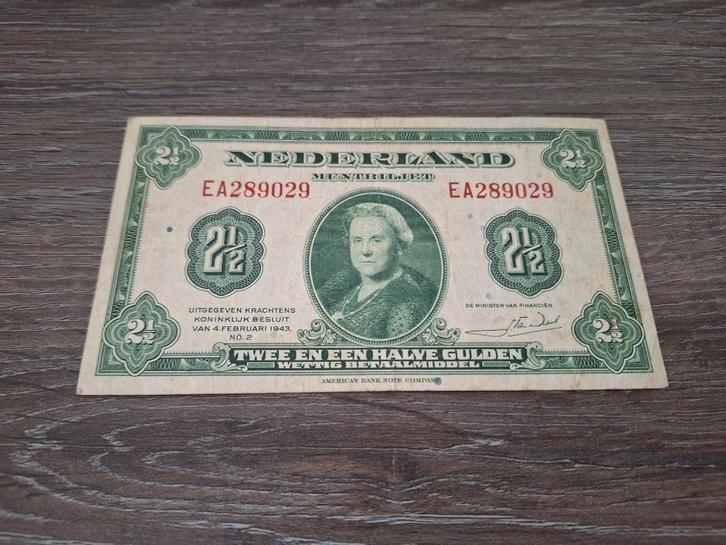 2½ 2½
NEDERLAND
MUNTBILJET
EA289029 EA289029
2½ 2½
UITGEGEVEN KRACHTENS
KONINKLIJK BESLUIT
VAN 4 FEBRUARI 1943,
NO. 2
DE MINISTER VAN FINANCIËN
2½ 2½
TWEE EN EEN HALVE GULDEN
WETTIG BETAALMIDDEL
AMERICAN BANK NOTE COMPANY